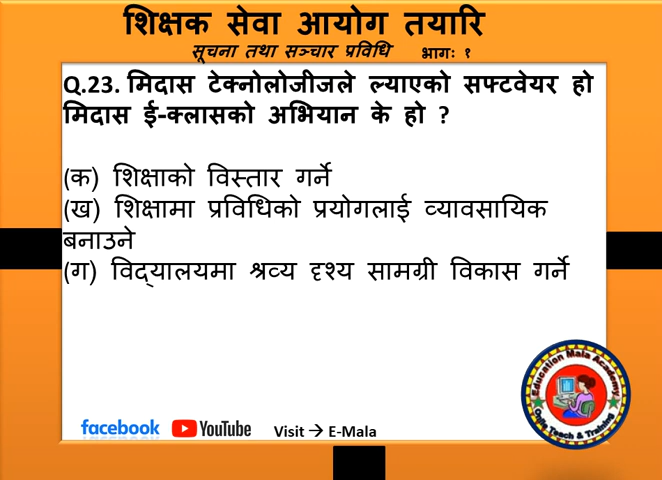 शिक्षक सेवा आयोग तयारि
सूचना तथा सञ्चार प्रविधि भागः १
Q.23. मिदास टेक्नोलोजीजले ल्याएको सफ्टवेयर हो
मिदास ई-क्लासको अभियान के हो ?
(क) शिक्षाको विस्तार गर्ने
(ख) शिक्षामा प्रविधिको प्रयोगलाई व्यावसायिक
बनाउने
(ग) विद्यालयमा श्रव्य दृश्य सामग्री विकास गर्ने
Education Mala Academy
Online Teach & Training
facebook YouTube Visit → E-Mala